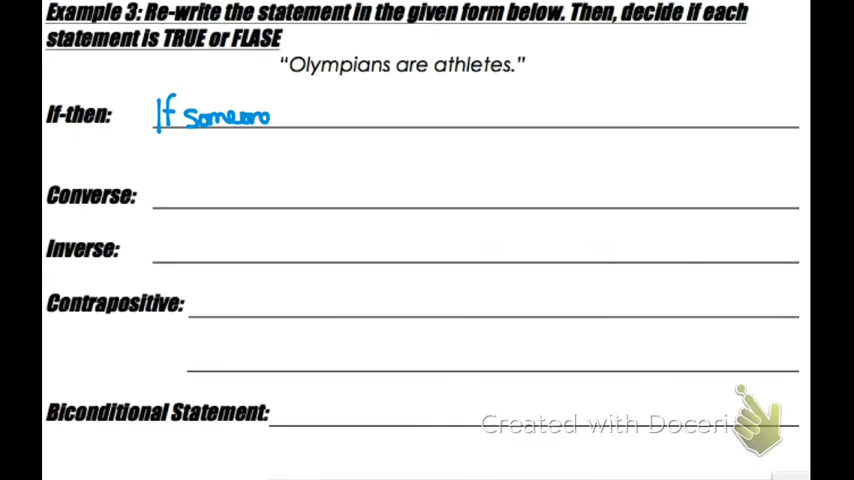 Example 3: Re-write the statement in the given form below. Then, decide if each
statement is TRUE or FLASE
“Olympians are athletes.”
If-then: If someono
Converse:
Inverse:
Contrapositive:
Biconditional Statement:
Created with Doceri